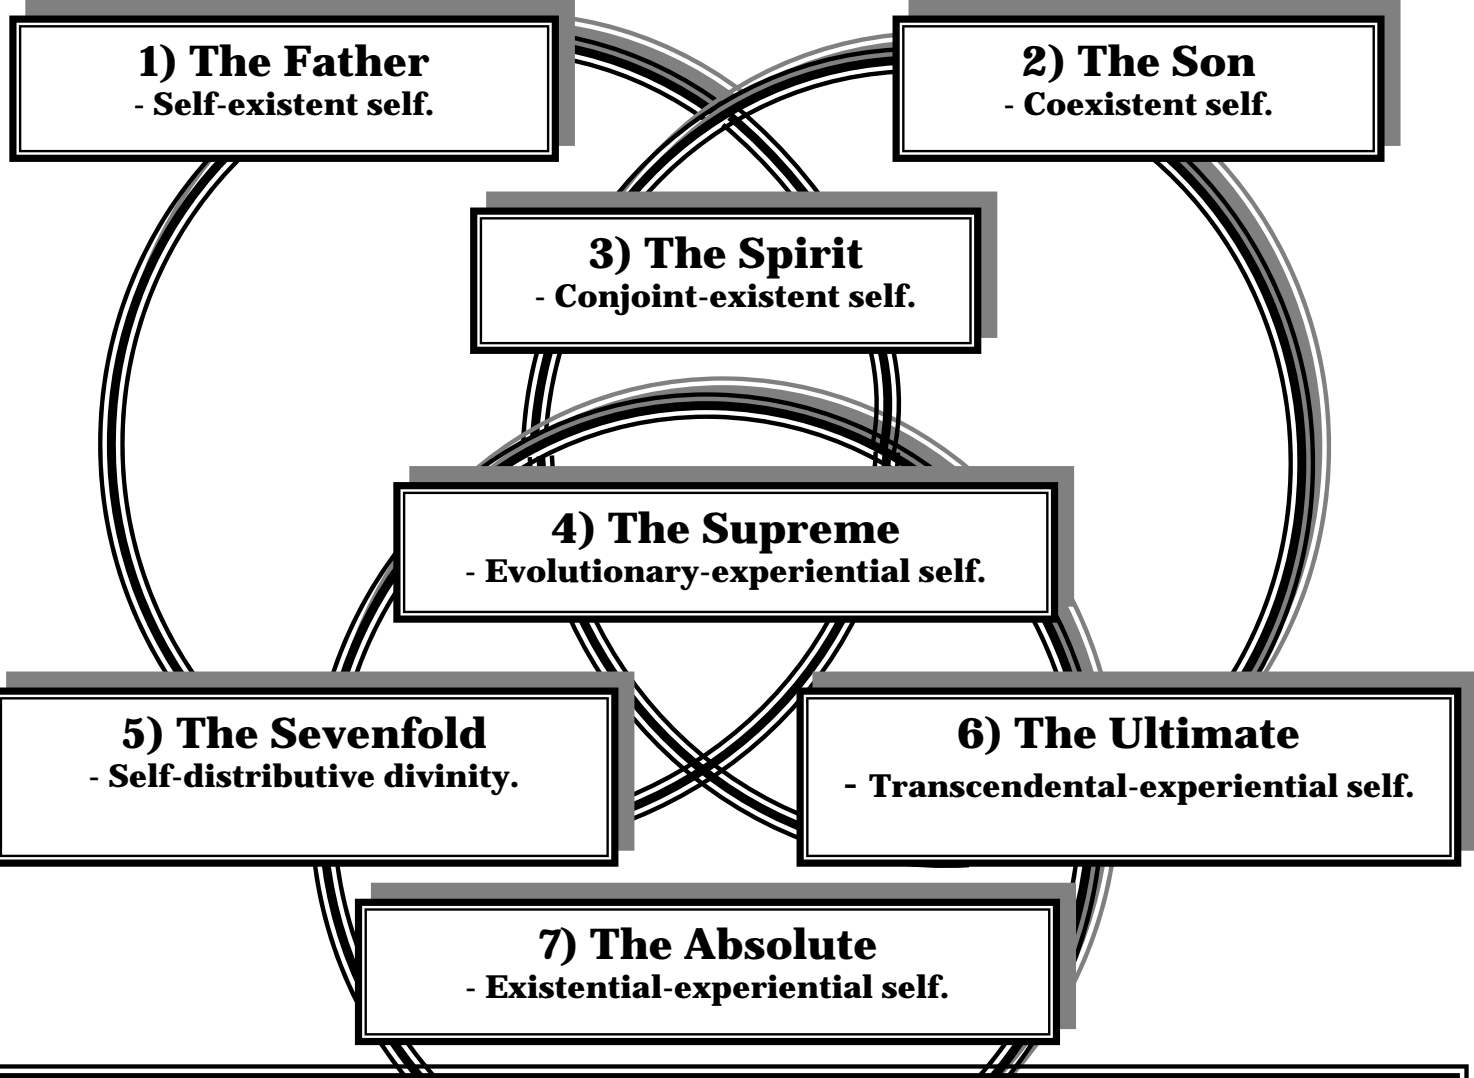 1) The Father
- Self-existent self.
2) The Son
- Coexistent self.
3) The Spirit
- Conjoint-existent self.
4) The Supreme
- Evolutionary-experiential self.
5) The Sevenfold
- Self-distributive divinity.
6) The Ultimate
- Transcendental-experiential self.
7) The Absolute
- Existential-experiential self.